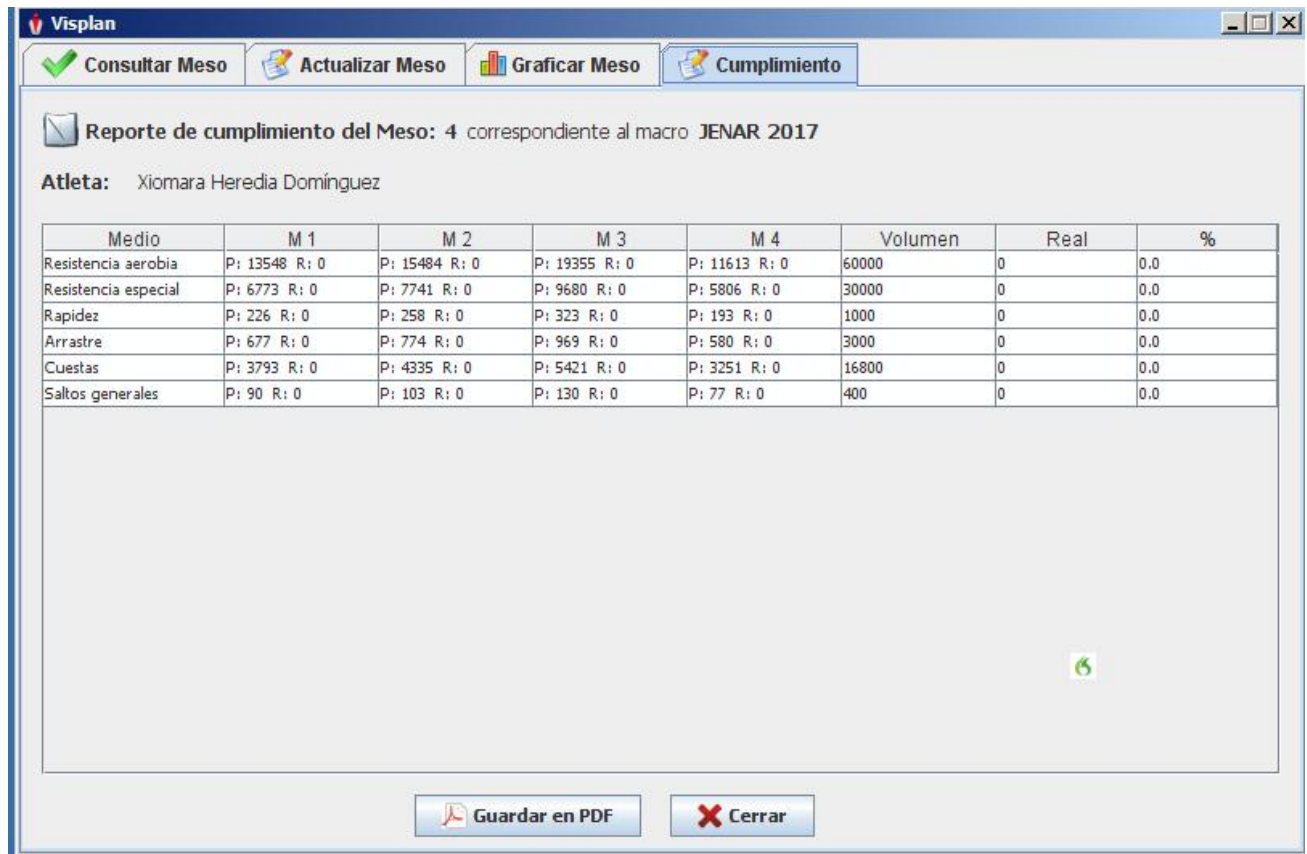 Visplan
Consultar Meso Actualizar Meso Graficar Meso Cumplimiento
Reporte de cumplimiento del Meso: 4 correspondiente al macro JENAR 2017
Atleta: Xiomara Heredia Domínguez
Medio M 1 M 2 M 3 M 4 Volumen Real %
Resistencia aerobia P: 13548 R: 0 P: 15484 R: 0 P: 19355 R: 0 P: 11613 R: 0 60000 0 0.0
Resistencia especial P: 6773 R: 0 P: 7741 R: 0 P: 9680 R: 0 P: 5806 R: 0 30000 0 0.0
Rapidez P: 226 R: 0 P: 258 R: 0 P: 323 R: 0 P: 193 R: 0 1000 0 0.0
Arrastre P: 677 R: 0 P: 774 R: 0 P: 969 R: 0 P: 580 R: 0 3000 0 0.0
Cuestas P: 3793 R: 0 P: 4335 R: 0 P: 5421 R: 0 P: 3251 R: 0 16800 0 0.0
Saltos generales P: 90 R: 0 P: 103 R: 0 P: 130 R: 0 P: 77 R: 0 400 0 0.0
Guardar en PDF Cerrar